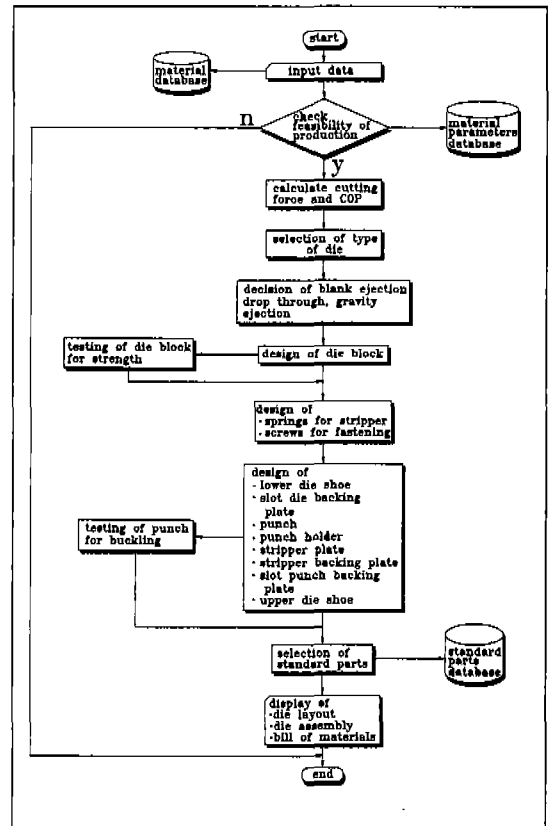 start
input data
material
database
n
check
feasibility of
production
material
parameters
database
y
calculate cutting
force and COP
selection of type
of die
decision of blank ejection
drop through, gravity
ejection
testing of die block
for strength
design of die block
design of
-springs for stripper
-screws for fastening
design of
-lower die shoe
-slot die backing
plate
-punch
-punch holder
-stripper plate
-stripper backing plate
-slot punch backing
plate
-upper die shoe
testing of punch
for buckling
selection of
standard parts
standard
parts
database
display of
-die layout
-die assembly
-bill of materials
end